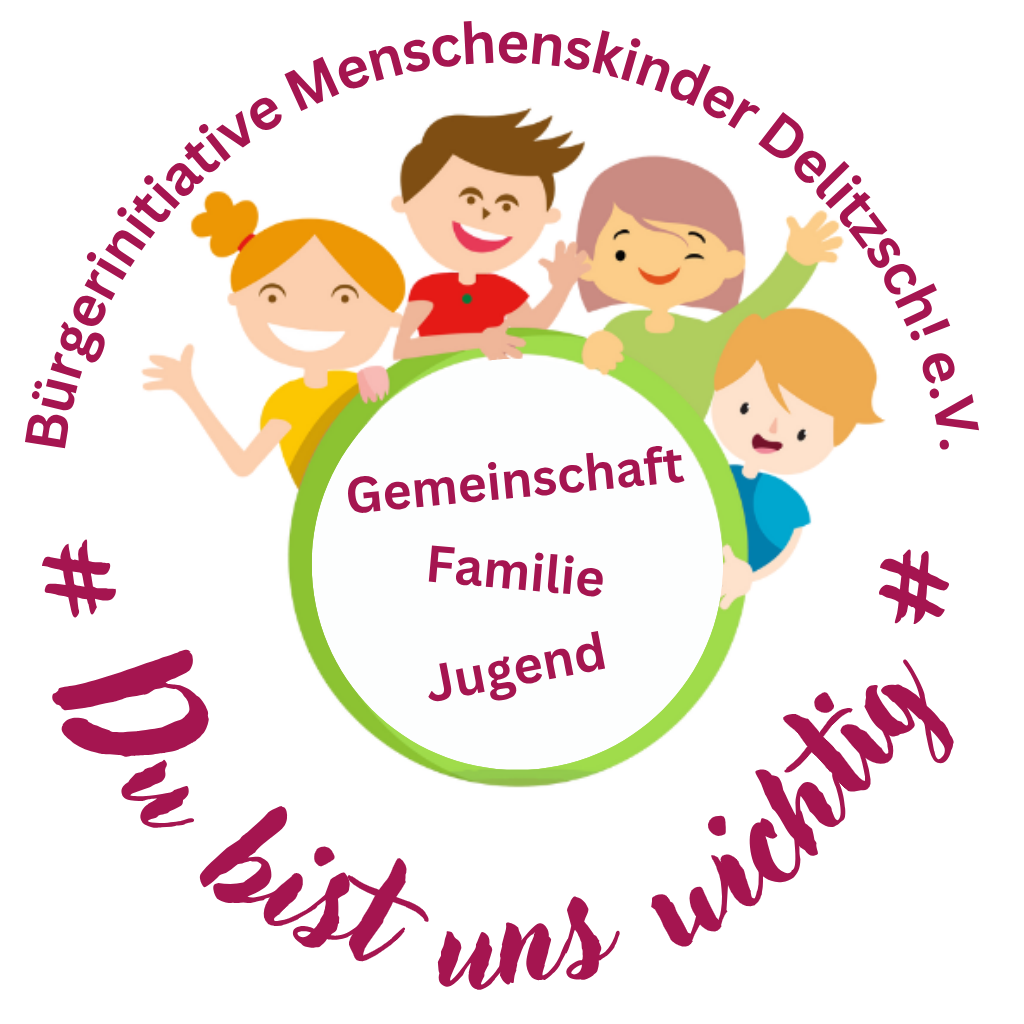 Bürgerinitiative Menschenskinder Delitzsch! e.V.
Gemeinschaft
Familie
Jugend
# Du bist uns wichtig #